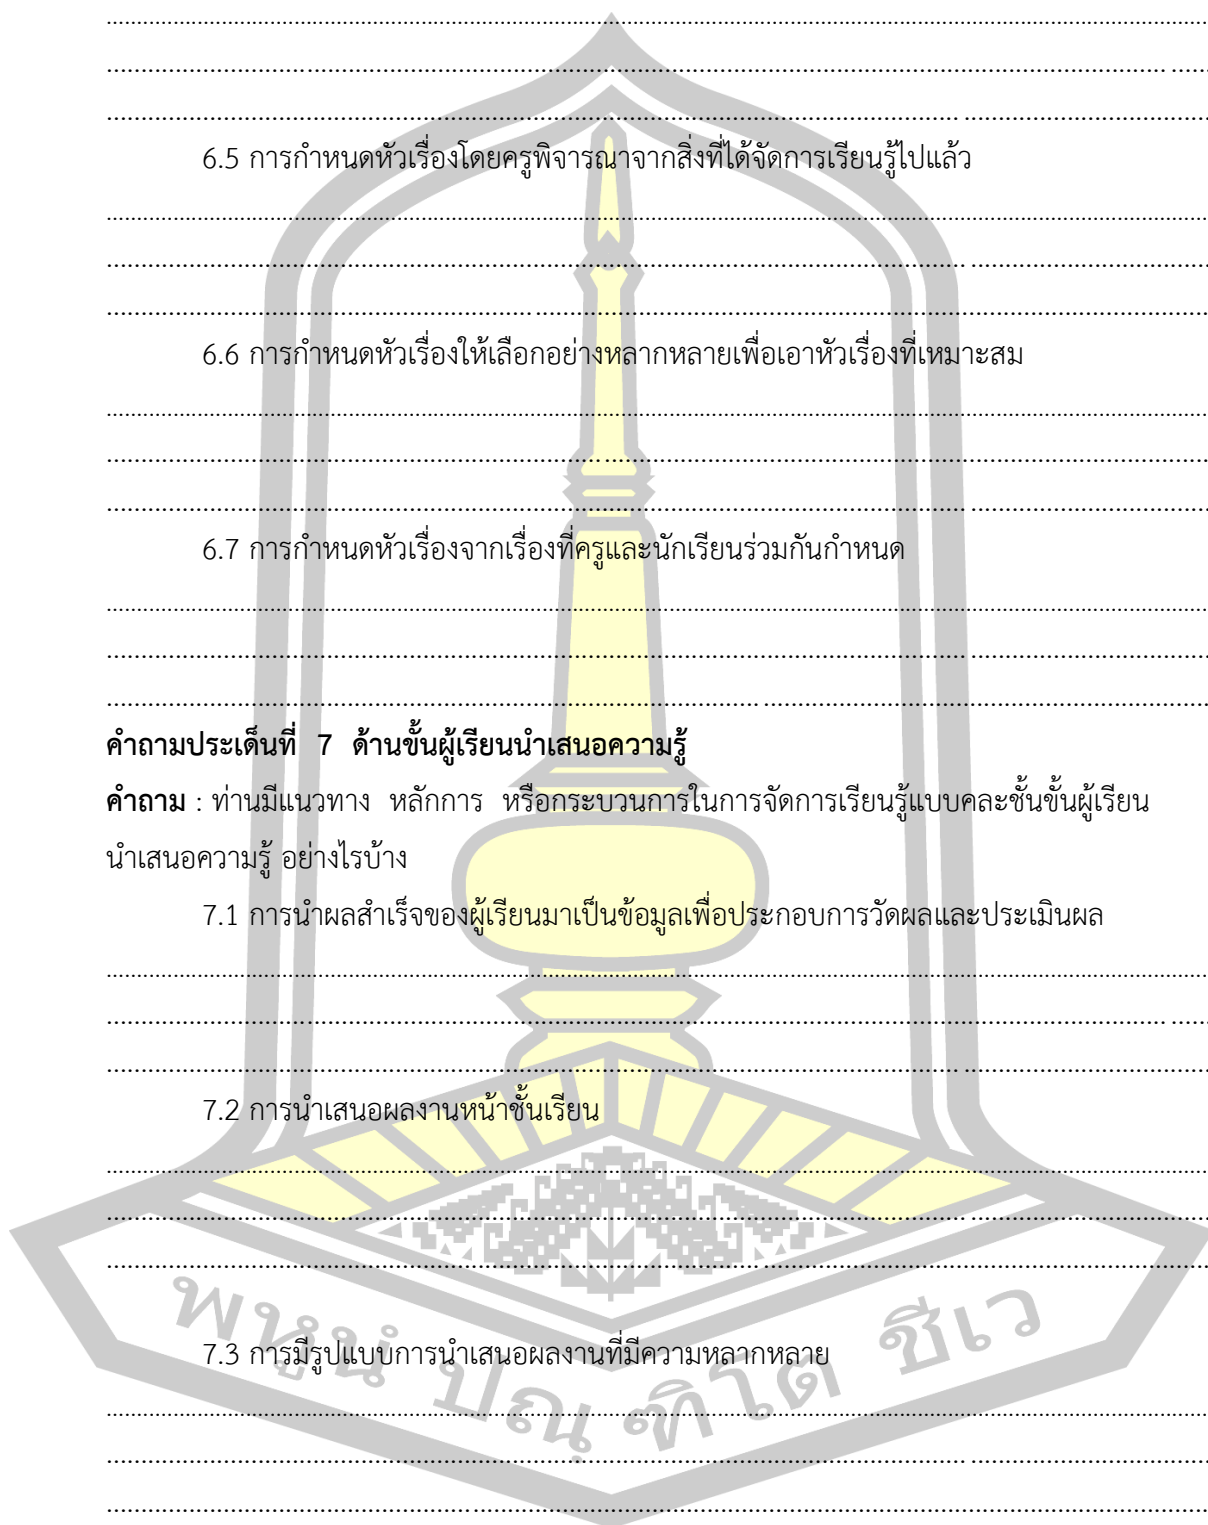 6.5 การกำหนดหัวเรื่องโดยครูพิจารณาจากสิ่งที่ได้จัดการเรียนรู้ไปแล้ว
6.6 การกำหนดหัวเรื่องให้เลือกอย่างหลากหลายเพื่อเอาหัวเรื่องที่เหมาะสม
6.7 การกำหนดหัวเรื่องจากเรื่องที่ครูและนักเรียนร่วมกันกำหนด
คำถามประเด็นที่ 7 ด้านขั้นผู้เรียนนำเสนอความรู้
คำถาม : ท่านมีแนวทาง หลักการ หรือกระบวนการในการจัดการเรียนรู้แบบคละชั้นขั้นผู้เรียน
นำเสนอความรู้ อย่างไรบ้าง
7.1 การนำผลสำเร็จของผู้เรียนมาเป็นข้อมูลเพื่อประกอบการวัดผลและประเมินผล
7.2 การนำเสนอผลงานหน้าชั้นเรียน
7.3 การมีรูปแบบการนำเสนอผลงานที่มีความหลากหลาย
พหูนํ ปณฺฑิโต ชีเว